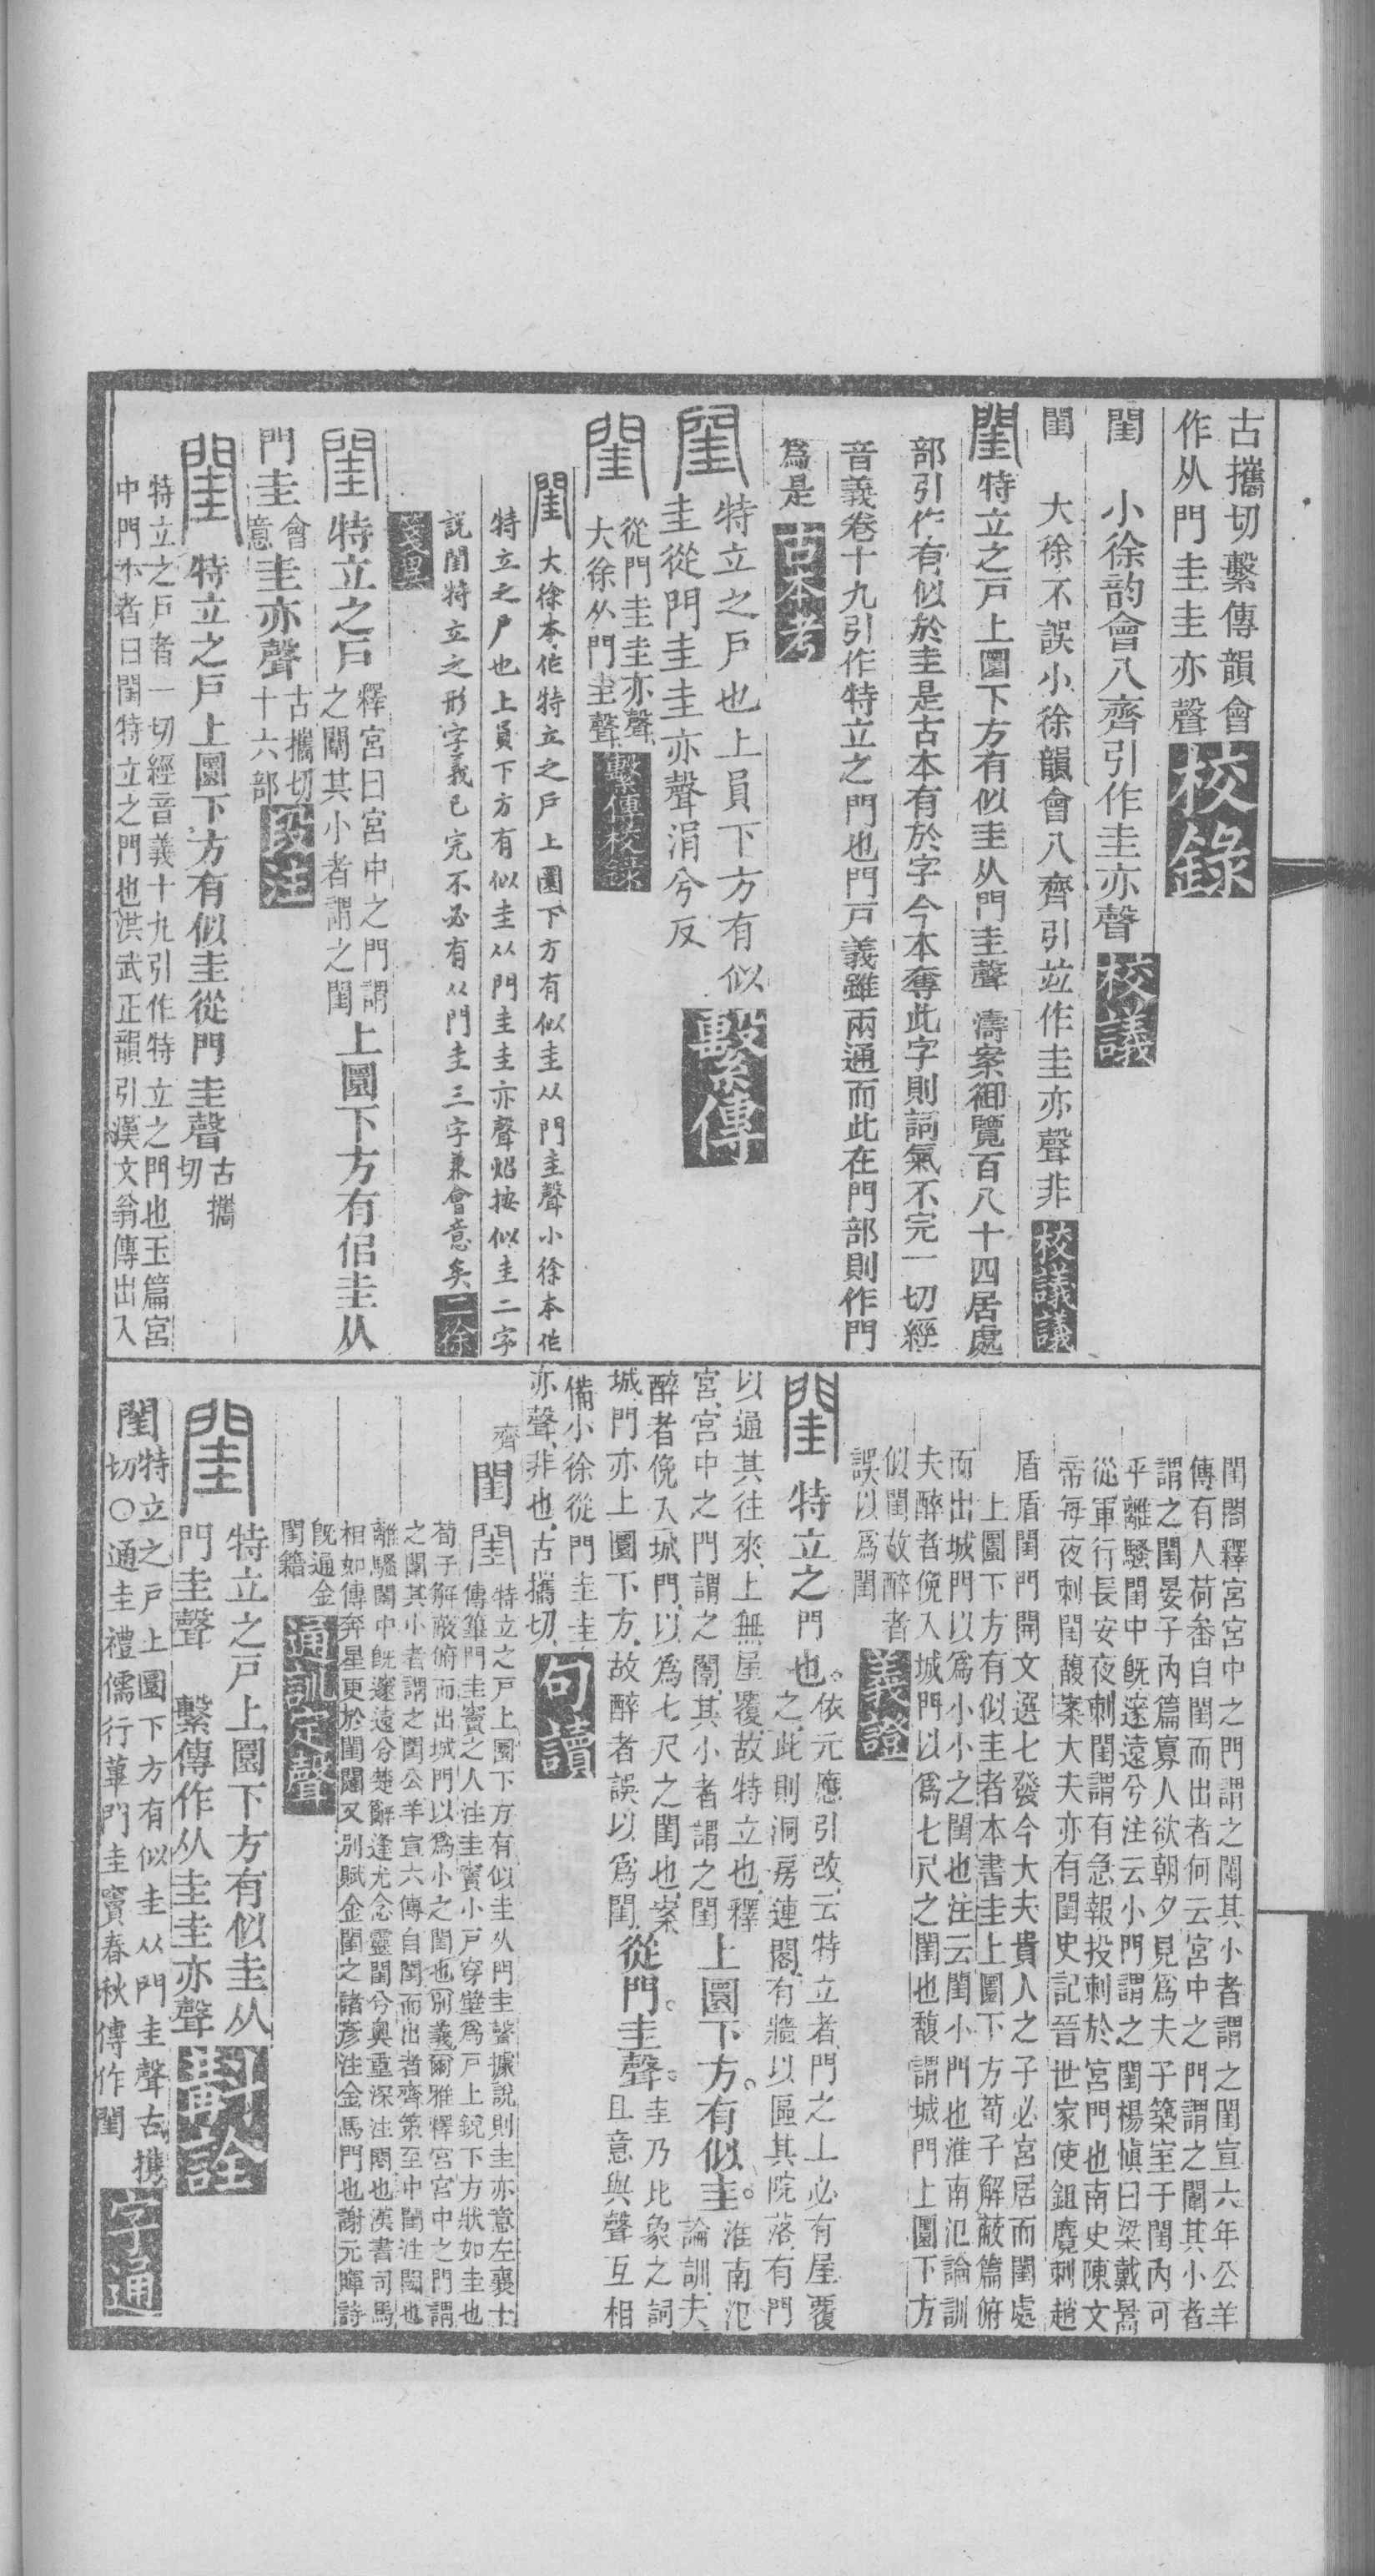 古攜切繫傳韻會
作从門圭圭亦聲校錄
閨　小徐韵會八齊引作圭亦聲校議
閨　大徐不誤小徐韻會八齊引竝作圭亦聲非校議議
閨特立之戸上圜下方有似圭从門圭聲　濤案御覽百八十四居處
部引作有似於圭是古本有於字今本奪此字則詞氣不完一切經
音義卷十九引作特立之門也門戸義雖兩通而此在門部則作門
爲是古本考
閨特立之戸也上員下方有似
圭從門圭圭亦聲涓兮反繫傳
閨從門圭圭亦聲
大徐从門圭聲繫傳校錄
閨大徐本作特立之戸上圜下方有似圭从門圭聲小徐本作
特立之戸也上員下方有似圭从門圭圭亦聲炤按似圭二字
説閨特立之形字義已完不必有从門圭三字兼會意矣二徐
箋異
閨特立之戸釋宮曰宮中之門謂
之闈其小者謂之閨上圜下方有佀圭从
門圭會
意圭亦聲古攜切
十六部段注
閨特立之戸上圜下方有似圭從門圭聲古攜
切
特立之戸者一切經音義十九引作特立之門也玉篇宮
中門小者曰閨特立之門也洪武正韻引漢文翁傳出入
閨閤釋宮宮中之門謂之闈其小者謂之閨宣六年公羊
傳有人荷畚自閨而出者何云宮中之門謂之闈其小者
謂之閨晏子內篇寡人欲朝夕見爲夫子築室于閨內可
乎離騷閨中既邃遠兮注云小門謂之閨楊愼曰梁戴暠
從軍行長安夜刺閨謂有急報投刺於宮門也南史陳文
帝每夜刺閨馥案大夫亦有閨史記晉世家使鉏麑刺趙
盾盾閨門開文選七發今大夫貴人之子必宮居而閨處
上圜下方有似圭者本書圭上圜下方荀子解蔽篇俯
而出城門以爲小小之閨也注云閨小門也淮南氾論訓
夫醉者俛入城門以爲七尺之閨也馥謂城門上圜下方
似閨故醉者
誤以爲閨義證
閨特立之門也。依元應引改、云特立者、門之上必有屋覆
之、此則洞房連闥、有牆以區其院落、有門
以通其往來、上無屋覆、故特立也、釋
宮、宮中之門謂之闈、其小者謂之閨上圜下方。有似圭。淮南氾
論訓、夫
醉者俛入城門、以爲七尺之閨也、案
城門亦上圜下方、故醉者誤以爲閨、從門。圭聲。圭乃比象之詞
且意與聲互相
備、小徐從門圭圭
亦聲、非也、古攜切、句讀
齊
閨閨特立之戸上圜下方有似圭从門圭聲據說則圭亦意左襄十
傳篳門圭竇之人注圭竇小戸穿壁爲戸上銳下方狀如圭也
荀子解蔽俯而出城門以爲小之閨也别義爾雅釋宮宮中之門謂
之闈其小者謂之閨公羊宣六傳自閨而出者齊策至中閨注閣也
離騷閨中既邃遠兮楚辭逢尤念靈閨兮奧重深注閤也漢書司馬
相如傳奔星更於閨闥又別賦金閨之諸彥注金馬門也謝元暉詩
既通金
閨籍通訓定聲
閨特立之戸上圜下方有似圭从
門圭聲　繫傳作从圭圭亦聲斠詮
閨特立之戸上圜下方有似圭从門圭聲古攜
切〇通圭禮儒行蓽門圭竇春秋傳作閨字通